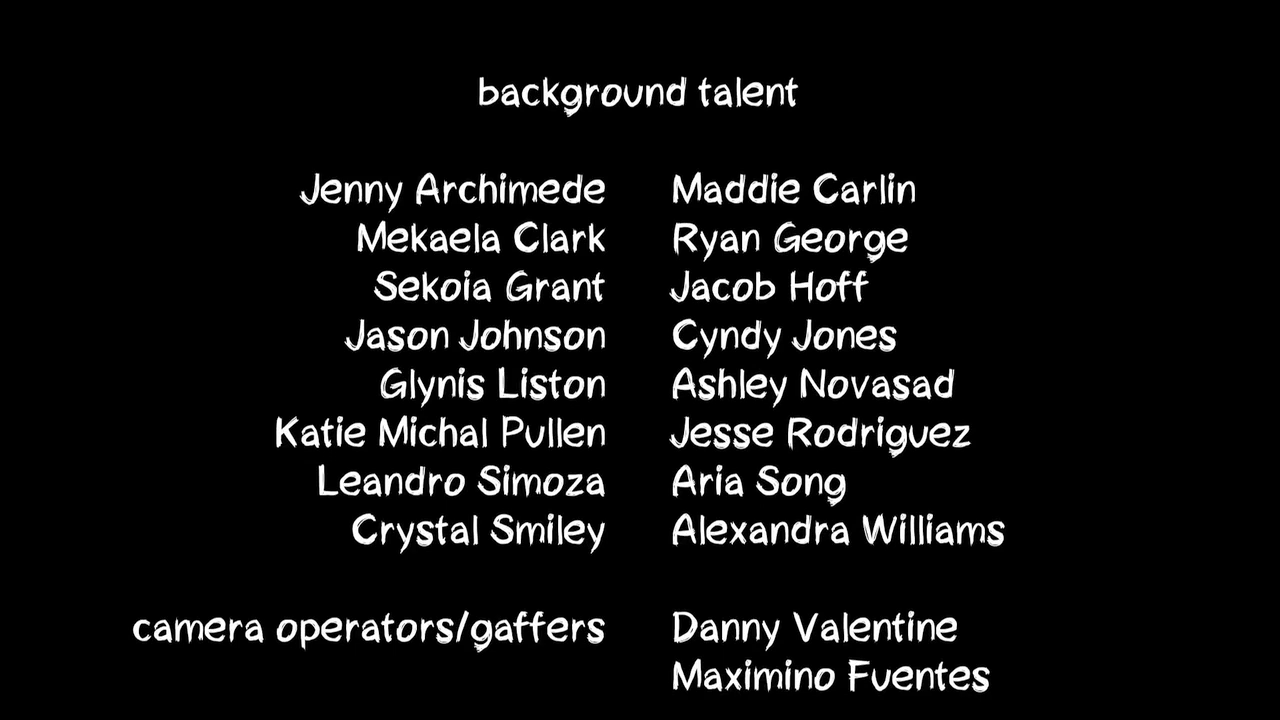 background talent
Jenny Archimede Maddie Carlin
Mekaela Clark Ryan George
Sekoia Grant Jacob Hoff
Jason Johnson Cyndy Jones
Glynis Liston Ashley Novasad
Katie Michal Pullen Jesse Rodriguez
Leandro Simoza Aria Song
Crystal Smiley Alexandra Williams
camera operators/gaffers Danny Valentine
Maximino Fuentes